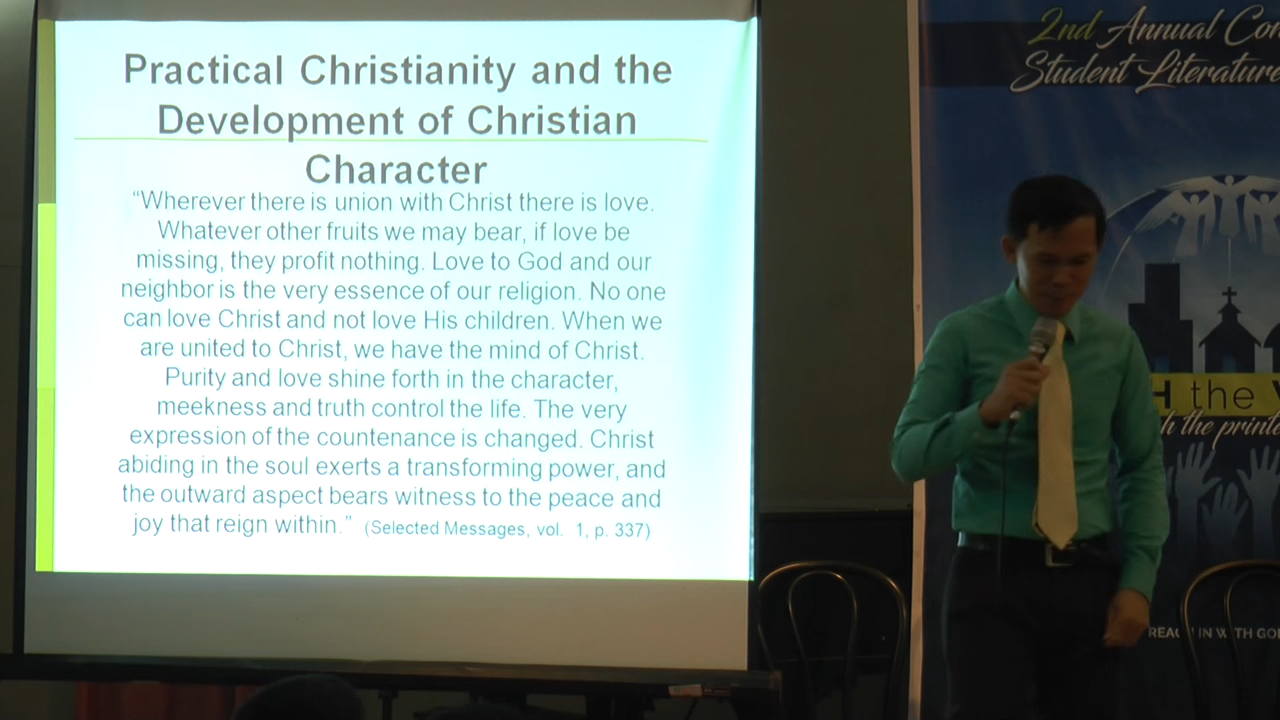 Practical Christianity and the
Development of Christian
Character
“Wherever there is union with Christ there is love.
Whatever other fruits we may bear, if love be
missing, they profit nothing. Love to God and our
neighbor is the very essence of our religion. No one
can love Christ and not love His children. When we
are united to Christ, we have the mind of Christ.
Purity and love shine forth in the character,
meekness and truth control the life. The very
expression of the countenance is changed. Christ
abiding in the soul exerts a transforming power, and
the outward aspect bears witness to the peace and
joy that reign within.” (Selected Messages, vol. 1, p. 337)
2nd Annual
Student Literature
the
the
IN